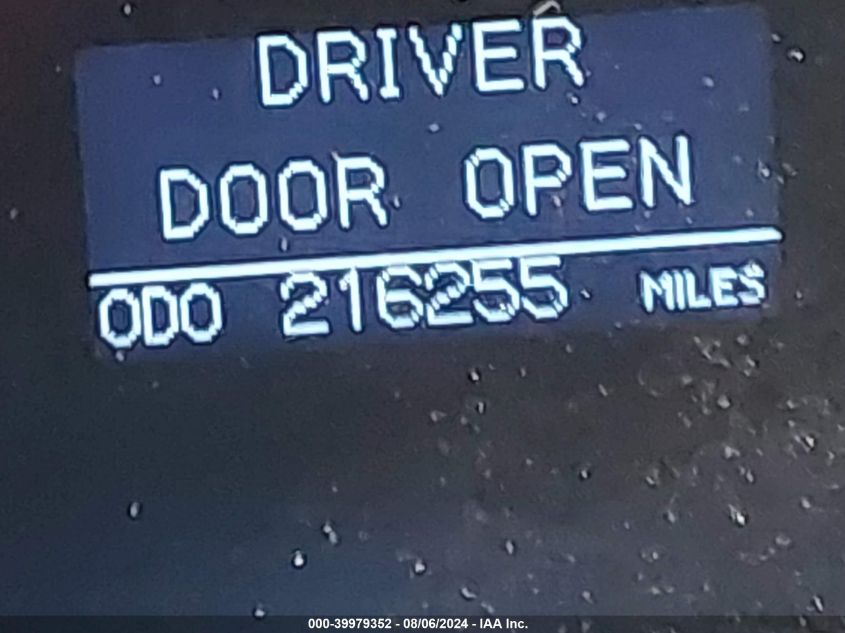 DRIVER
DOOR OPEN
ODO 216255 MILES
000-39979352 - 08/06/2024 - IAA Inc.